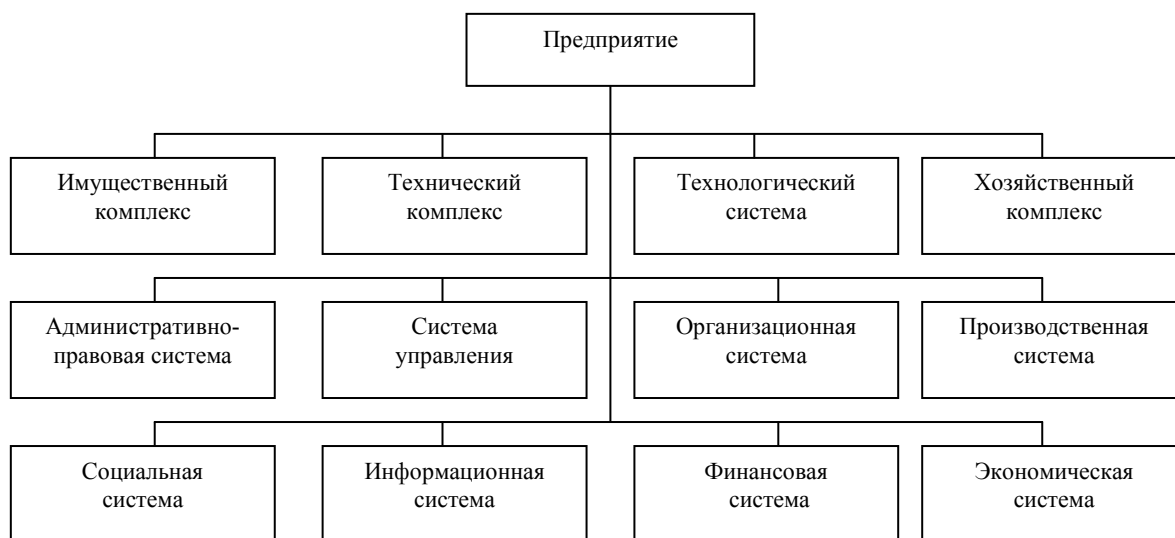 Предприятие
Имущественный
комплекс
Технический
комплекс
Технологический
система
Хозяйственный
комплекс
Административно-
правовая система
Система
управления
Организационная
система
Производственная
система
Социальная
система
Информационная
система
Финансовая
система
Экономическая
система